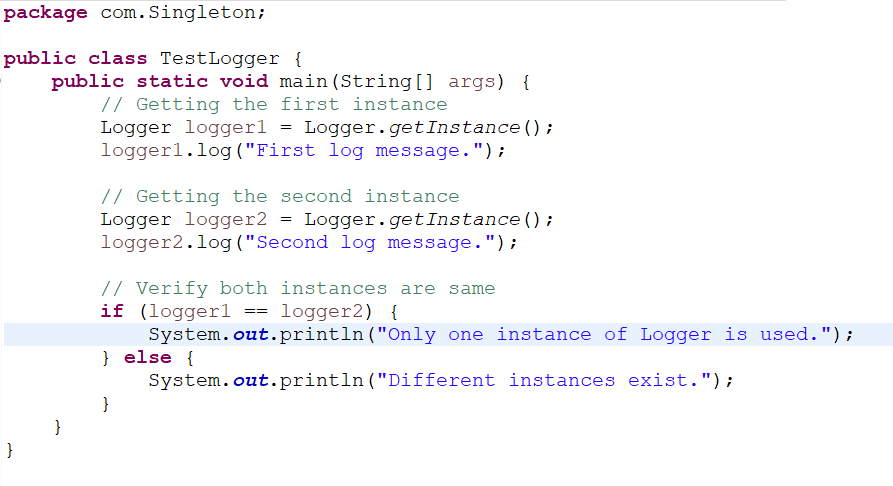 package com.Singleton;

public class TestLogger {
    public static void main(String[] args) {
        // Getting the first instance
        Logger logger1 = Logger.getInstance();
        logger1.log("First log message.");

        // Getting the second instance
        Logger logger2 = Logger.getInstance();
        logger2.log("Second log message.");

        // Verify both instances are same
        if (logger1 == logger2) {
            System.out.println("Only one instance of Logger is used.");
        } else {
            System.out.println("Different instances exist.");
        }
    }
}